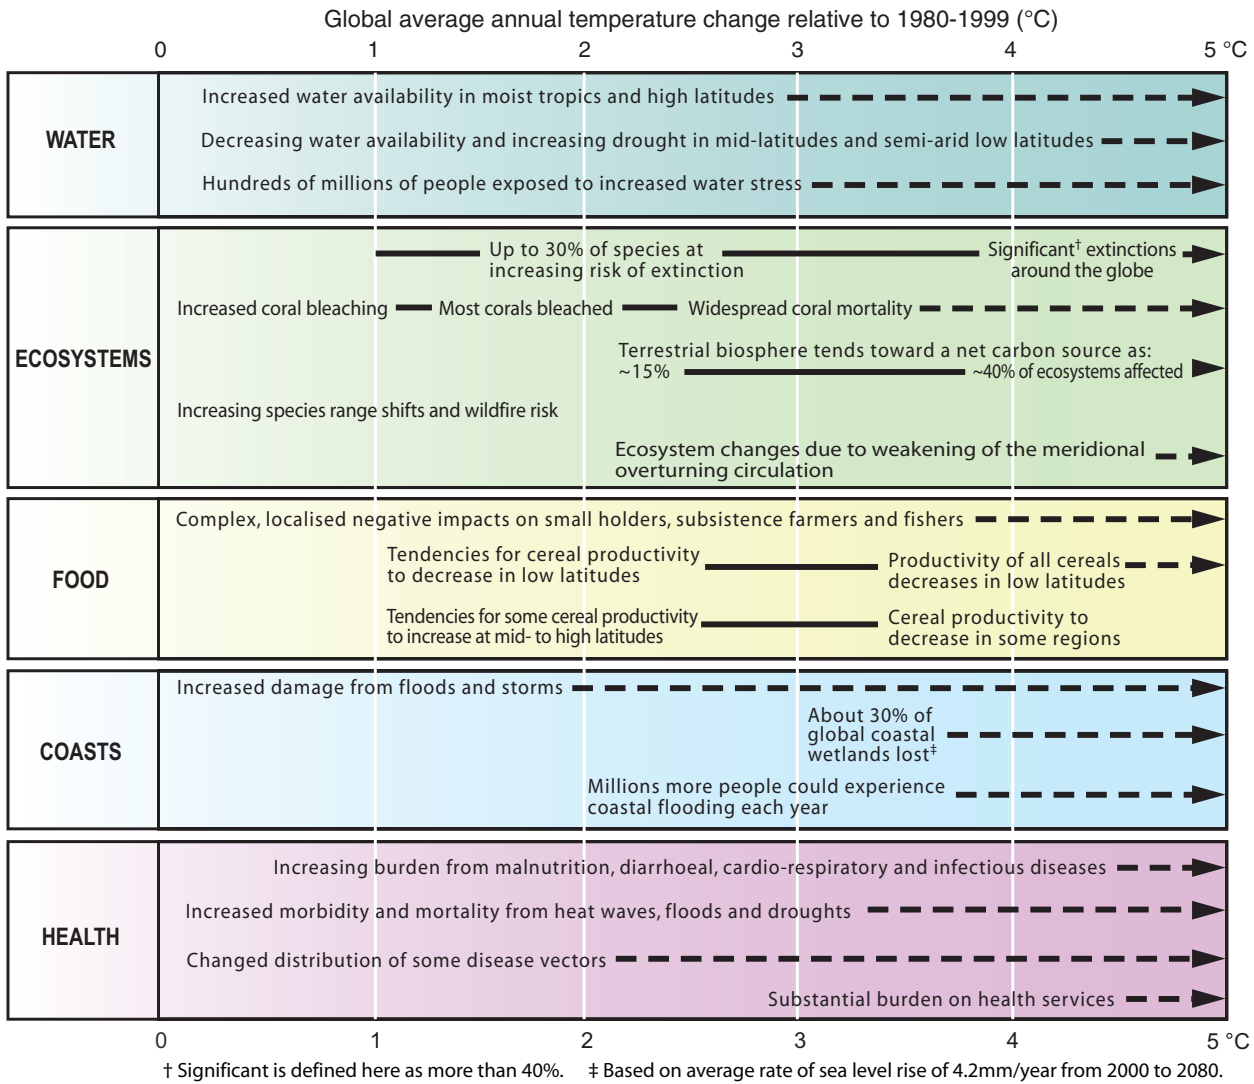 Global average annual temperature change relative to 1980-1999 (°C)
0 1 2 3 4 5 °C
WATER
Increased water availability in moist tropics and high latitudes
Decreasing water availability and increasing drought in mid-latitudes and semi-arid low latitudes
Hundreds of millions of people exposed to increased water stress
ECOSYSTEMS
Up to 30% of species at
increasing risk of extinction
Significant† extinctions
around the globe
Increased coral bleaching Most corals bleached Widespread coral mortality
Terrestrial biosphere tends toward a net carbon source as:
~15% ~40% of ecosystems affected
Increasing species range shifts and wildfire risk
Ecosystem changes due to weakening of the meridional
overturning circulation
FOOD
Complex, localised negative impacts on small holders, subsistence farmers and fishers
Tendencies for cereal productivity
to decrease in low latitudes
Productivity of all cereals
decreases in low latitudes
Tendencies for some cereal productivity
to increase at mid- to high latitudes
Cereal productivity to
decrease in some regions
COASTS
Increased damage from floods and storms
About 30% of
global coastal
wetlands lost‡
Millions more people could experience
coastal flooding each year
HEALTH
Increasing burden from malnutrition, diarrhoeal, cardio-respiratory and infectious diseases
Increased morbidity and mortality from heat waves, floods and droughts
Changed distribution of some disease vectors
Substantial burden on health services
0 1 2 3 4 5 °C
† Significant is defined here as more than 40%. ‡ Based on average rate of sea level rise of 4.2mm/year from 2000 to 2080.